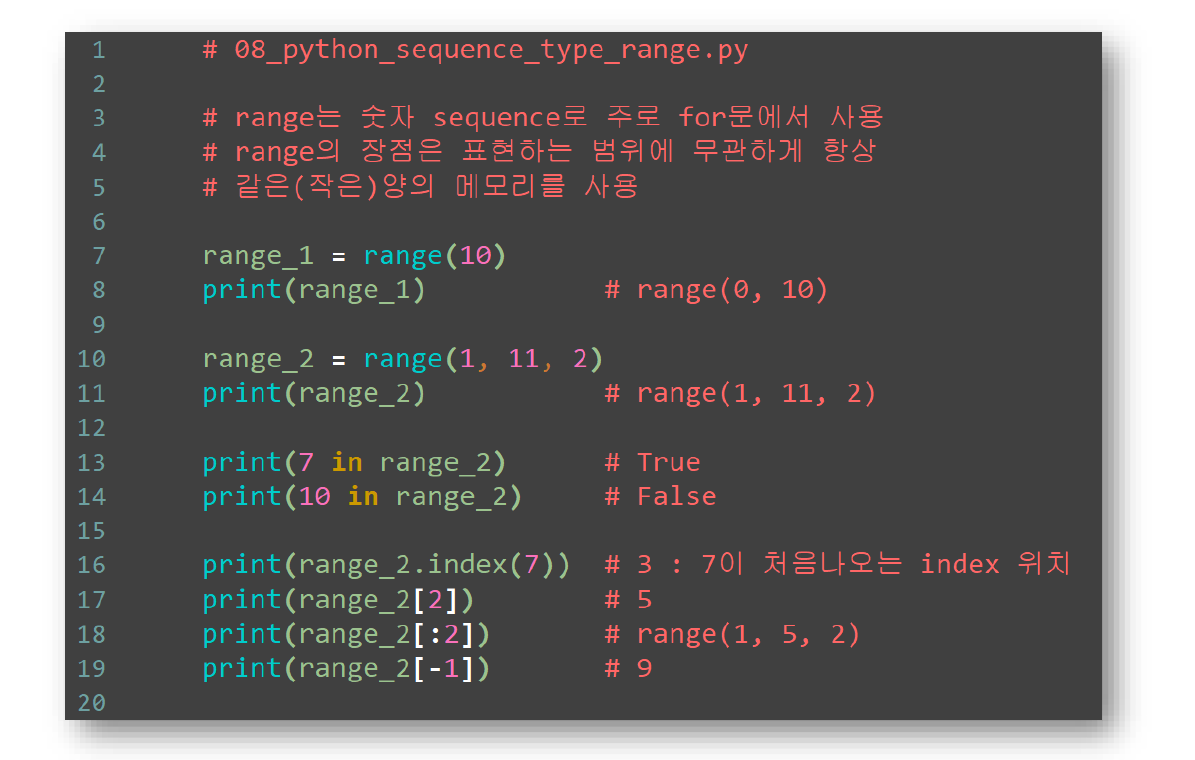 1 # 08_python_sequence_type_range.py
2
3 # range는 숫자 sequence로 주로 for문에서 사용
4 # range의 장점은 표현하는 범위에 무관하게 항상
5 # 같은(작은)양의 메모리를 사용
6
7 range_1 = range(10)
8 print(range_1) # range(0, 10)
9
10 range_2 = range(1, 11, 2)
11 print(range_2) # range(1, 11, 2)
12
13 print(7 in range_2) # True
14 print(10 in range_2) # False
15
16 print(range_2.index(7)) # 3 : 7이 처음나오는 index 위치
17 print(range_2[2]) # 5
18 print(range_2[:2]) # range(1, 5, 2)
19 print(range_2[-1]) # 9
20